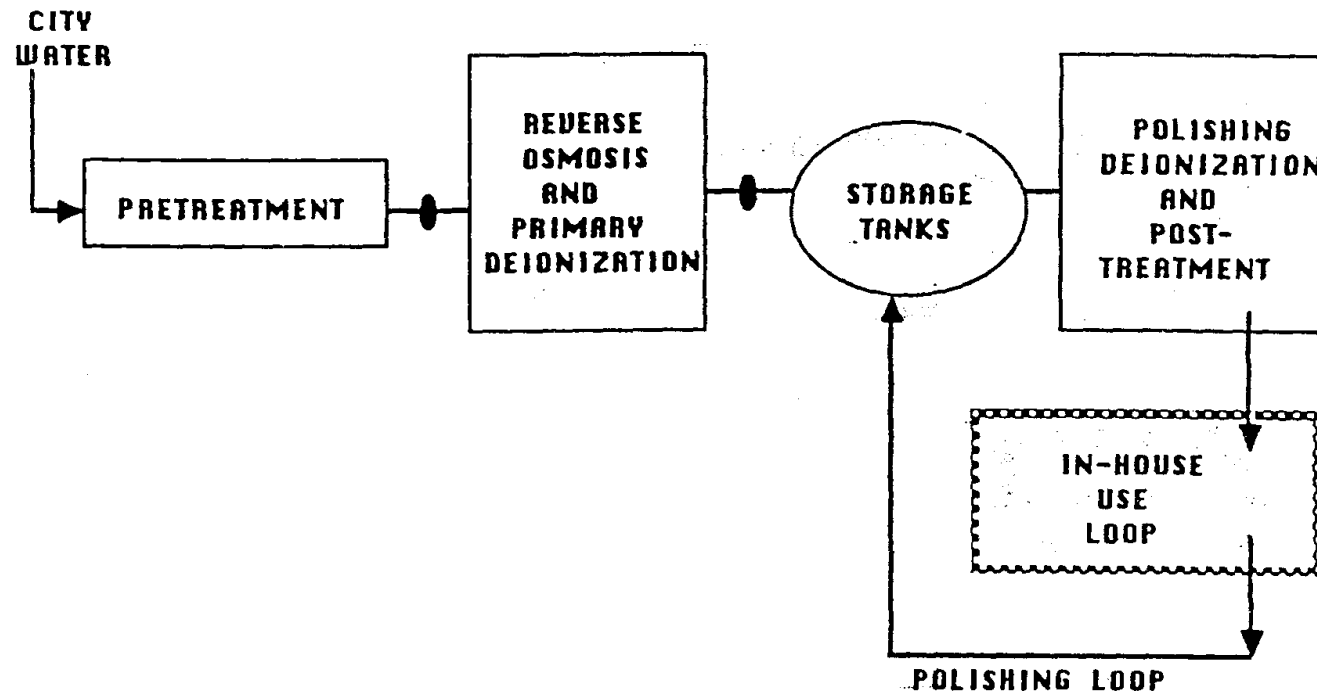 CITY
WATER
PRETREATMENT
REVERSE
OSMOSIS
AND
PRIMARY
DEIONIZATION
STORAGE
TANKS
POLISHING
DEIONIZATION
AND
POST-
TREATMENT
IN-HOUSE
USE
LOOP
POLISHING LOOP